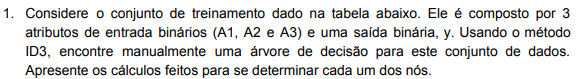 1. Considere o conjunto de treinamento dado na tabela abaixo. Ele é composto por 3
atributos de entrada binários (A1, A2 e A3) e uma saída binária, y. Usando o método
ID3, encontre manualmente uma árvore de decisão para este conjunto de dados.
Apresente os cálculos feitos para se determinar cada um dos nós.